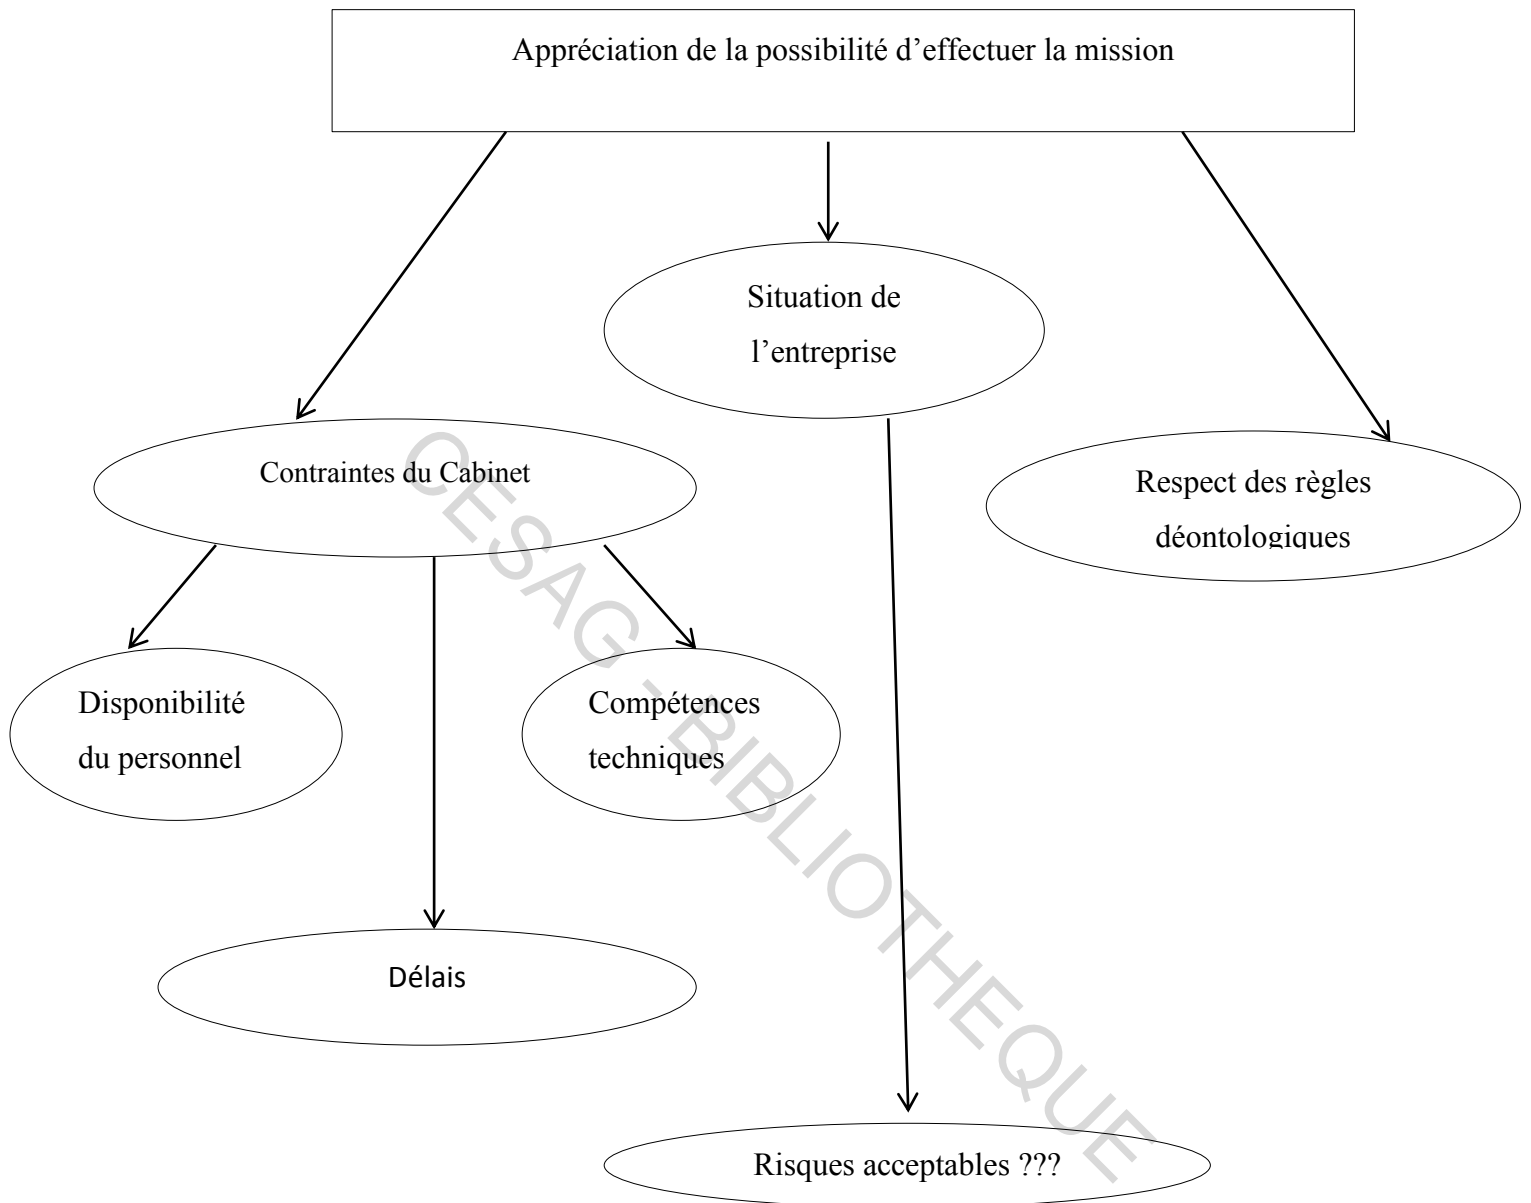 Appréciation de la possibilité d’effectuer la mission
Situation de
l’entreprise
Contraintes du Cabinet
Respect des règles
déontologiques
Disponibilité
du personnel
Compétences
techniques
Délais
Risques acceptables ???
CESAG - BIBLIOTHEQUE